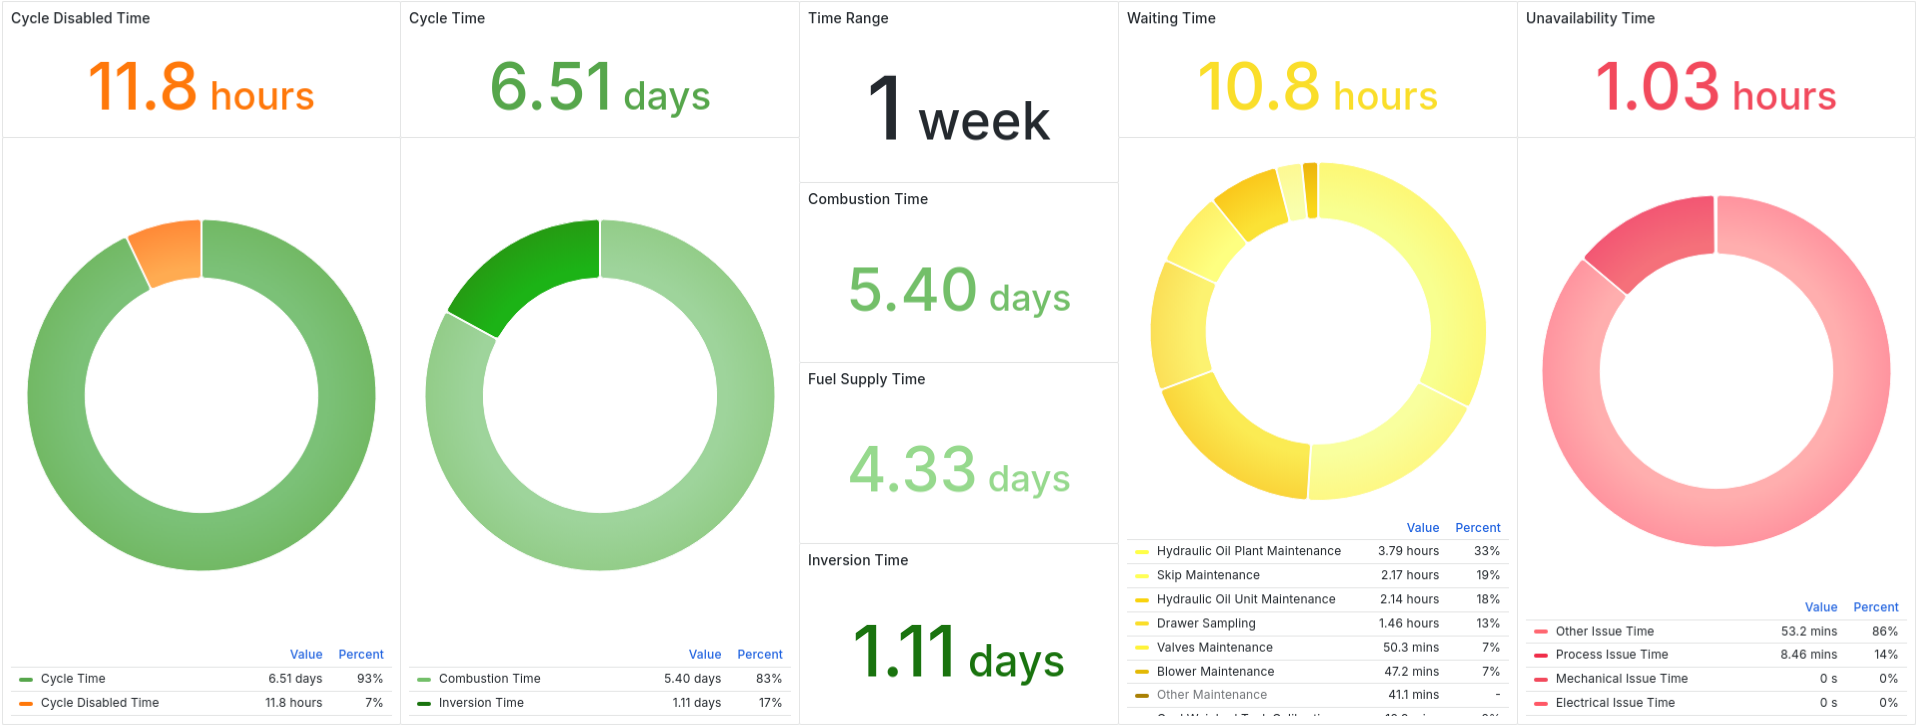 Cycle Disabled Time
11.8 hours
Value Percent
Cycle Time 6.51 days 93%
Cycle Disabled Time 11.8 hours 7%
Cycle Time
6.51 days
Value Percent
Combustion Time 5.40 days 83%
Inversion Time 1.11 days 17%
Time Range
1 week
Combustion Time
5.40 days
Fuel Supply Time
4.33 days
Inversion Time
1.11 days
Waiting Time
10.8 hours
Value Percent
Hydraulic Oil Plant Maintenance 3.79 hours 33%
Skip Maintenance 2.17 hours 19%
Hydraulic Oil Unit Maintenance 2.14 hours 18%
Drawer Sampling 1.46 hours 13%
Valves Maintenance 50.3 mins 7%
Blower Maintenance 47.2 mins 7%
Other Maintenance 41.1 mins -
Unavailability Time
1.03 hours
Value Percent
Other Issue Time 53.2 mins 86%
Process Issue Time 8.46 mins 14%
Mechanical Issue Time 0 s 0%
Electrical Issue Time 0 s 0%